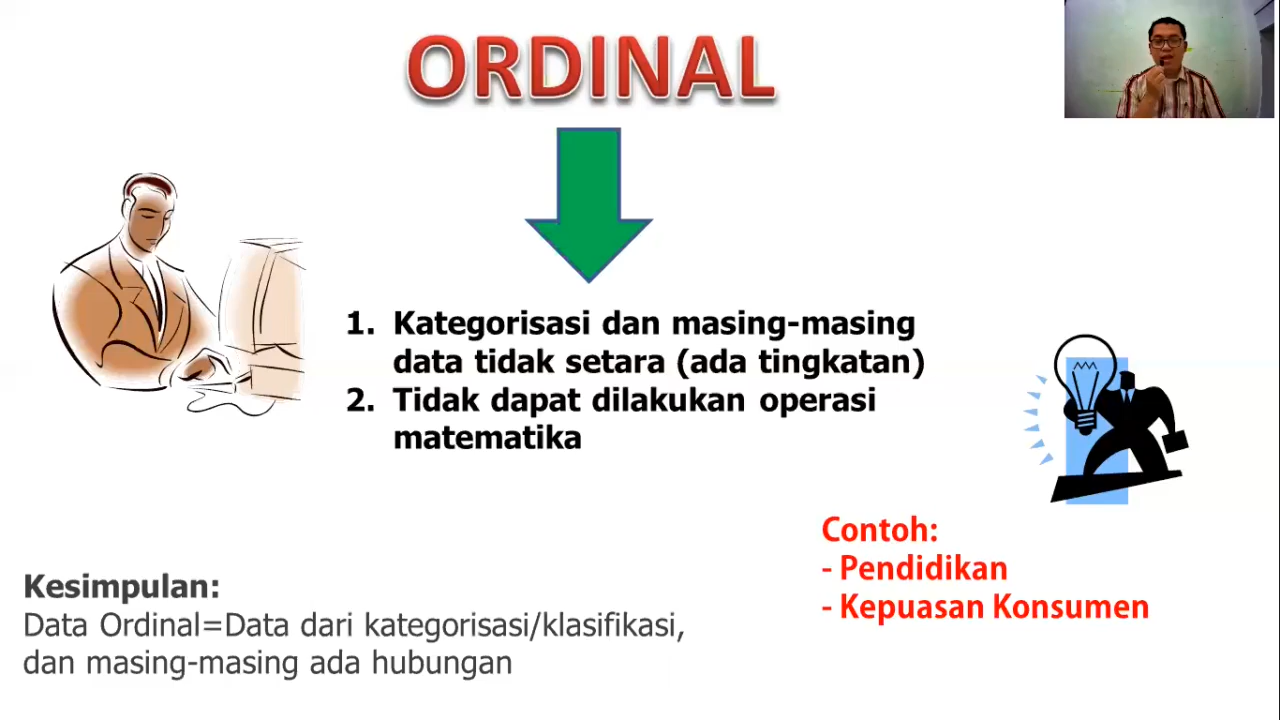 ORDINAL
1. Kategorisasi dan masing-masing
data tidak setara (ada tingkatan)
2. Tidak dapat dilakukan operasi
matematika
Contoh:
- Pendidikan
- Kepuasan Konsumen
Kesimpulan:
Data Ordinal=Data dari kategorisasi/klasifikasi,
dan masing-masing ada hubungan